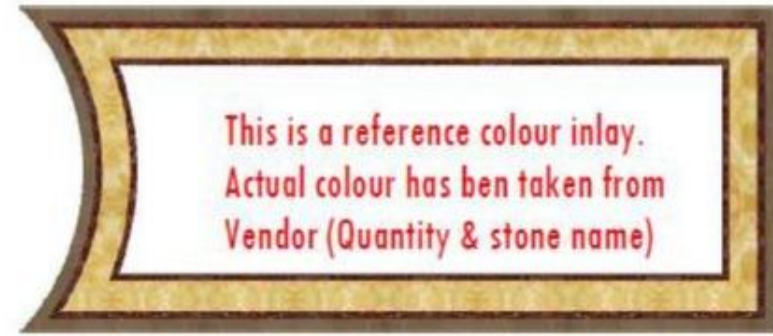 This is a reference colour inlay.
Actual colour has ben taken from
Vendor (Quantity & stone name)